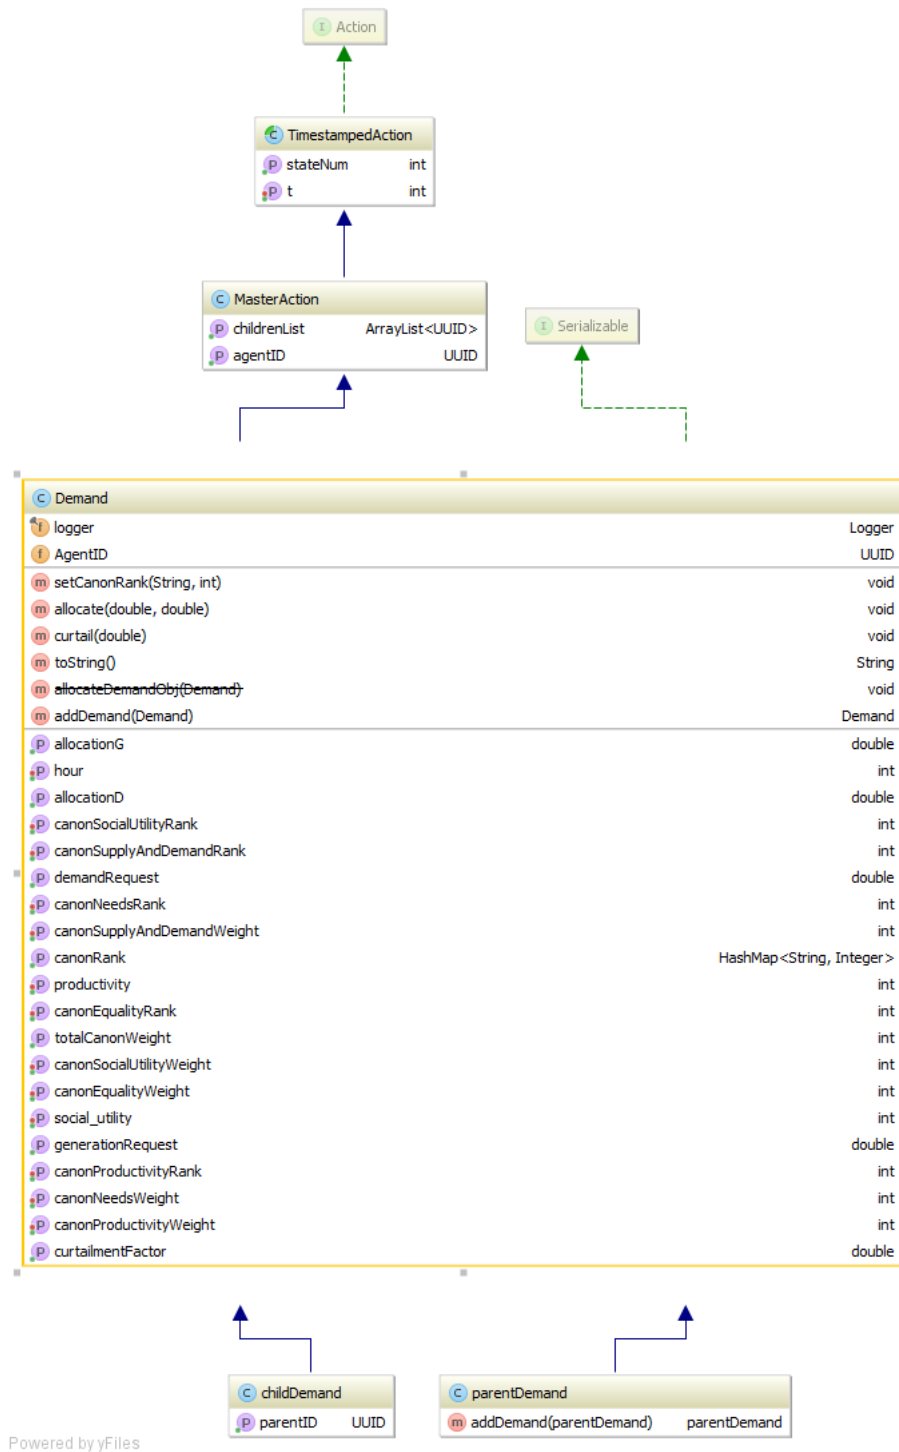 Action
TimestampedAction
stateNum int
t int
MasterAction
childrenList ArrayList<UUID>
agentID UUID
Serializable
Demand
logger Logger
AgentID UUID
setCanonRank(String, int) void
allocate(double, double) void
curtail(double) void
toString() String
allocateDemandObj(Demand) void
addDemand(Demand) Demand
allocationG double
hour int
allocationD double
canonSocialUtilityRank int
canonSupplyAndDemandRank int
demandRequest double
canonNeedsRank int
canonSupplyAndDemandWeight int
canonRank HashMap<String, Integer>
productivity int
canonEqualityRank int
totalCanonWeight int
canonSocialUtilityWeight int
canonEqualityWeight int
social_utility int
generationRequest double
canonProductivityRank int
canonNeedsWeight int
canonProductivityWeight int
curtailmentFactor double
childDemand
parentID UUID
parentDemand
addDemand(parentDemand) parentDemand
Powered by yFiles